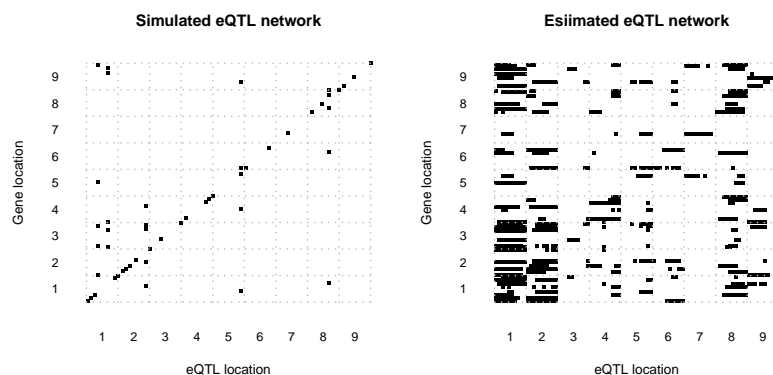 Simulated eQTL network
Esiimated eQTL network
Gene location
9
8
7
6
5
4
3
2
1
1 2 3 4 5 6 7 8 9
eQTL location
Gene location
9
8
7
6
5
4
3
2
1
1 2 3 4 5 6 7 8 9
eQTL location